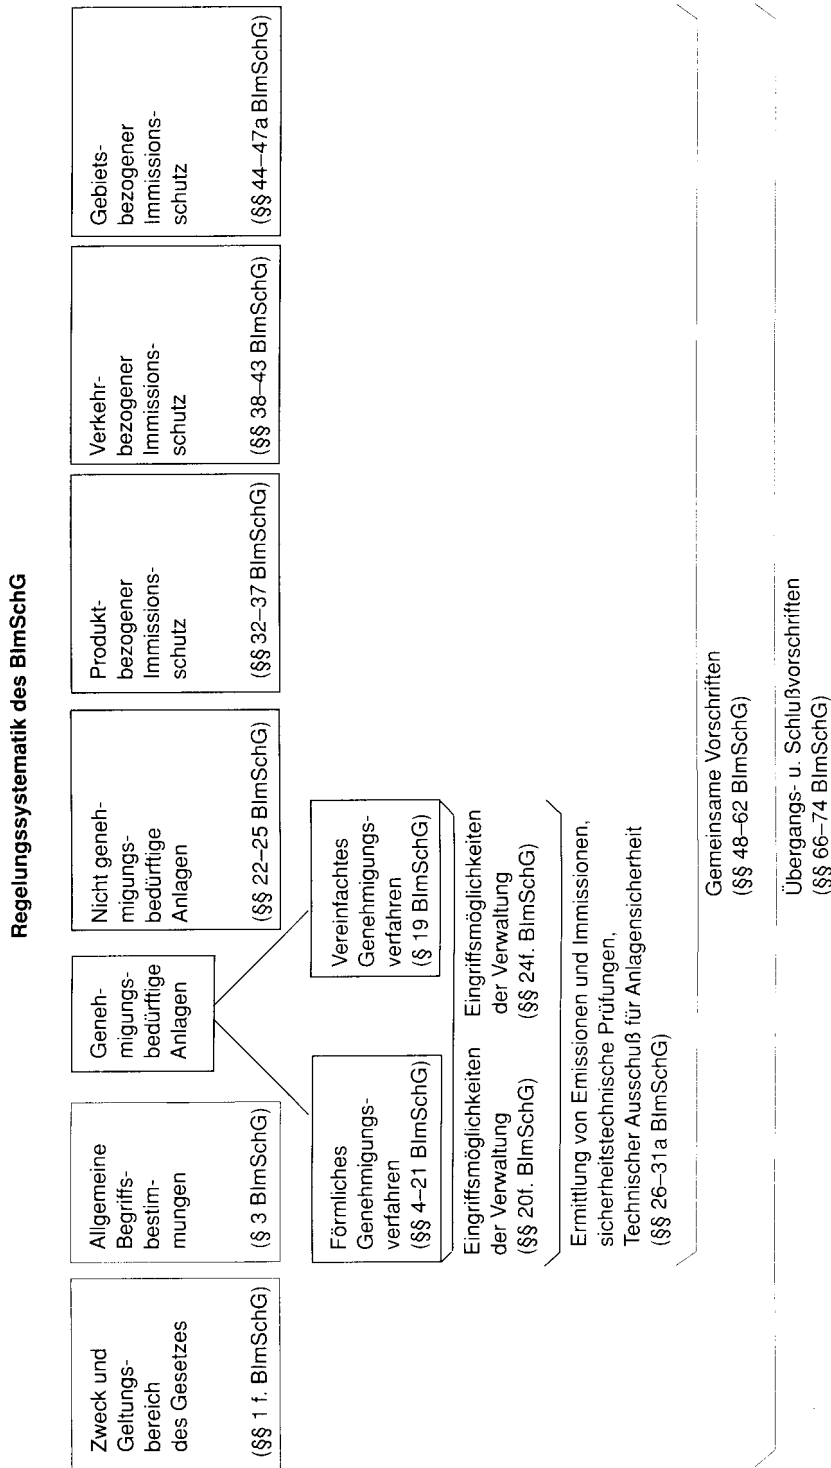 Regelungssystematik des BImSchG
Zweck und
Geltungs-
bereich
des Gesetzes
(§§ 1 f. BImSchG)
Allgemeine
Begriffs-
bestim-
mungen
(§ 3 BImSchG)
Geneh-
migungs-
bedürftige
Anlagen
Nicht geneh-
migungs-
bedürftige
Anlagen
(§§ 22–25 BImSchG)
Produkt-
bezogener
Immissions-
schutz
(§§ 32–37 BImSchG)
Verkehr-
bezogener
Immissions-
schutz
(§§ 38–43 BImSchG)
Gebiets-
bezogener
Immissions-
schutz
(§§ 44–47a BImSchG)
Förmliches
Genehmigungs-
verfahren
(§§ 4–21 BImSchG)
Vereinfachtes
Genehmigungs-
verfahren
(§ 19 BImSchG)
Eingriffsmöglichkeiten
der Verwaltung
(§§ 20f. BImSchG)
Eingriffsmöglichkeiten
der Verwaltung
(§§ 24f. BImSchG)
Ermittlung von Emissionen und Immissionen,
sicherheitstechnische Prüfungen,
Technischer Ausschuß für Anlagensicherheit
(§§ 26–31a BImSchG)
Gemeinsame Vorschriften
(§§ 48–62 BImSchG)
Übergangs- u. Schlußvorschriften
(§§ 66–74 BImSchG)